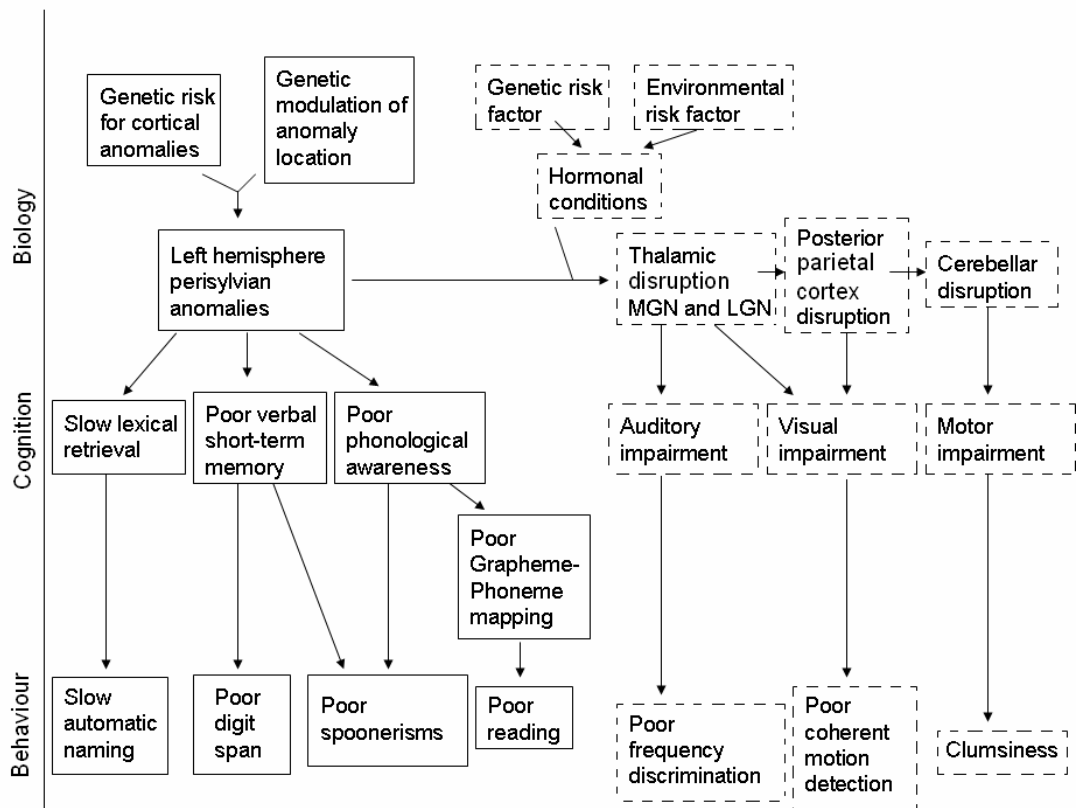 Biology
Genetic risk
for cortical
anomalies
Genetic
modulation of
anomaly
location
Genetic risk
factor
Environmental
risk factor
Hormonal
conditions
Left hemisphere
perisylvian
anomalies
Thalamic
disruption
MGN and LGN
Posterior
parietal
cortex
disruption
Cerebellar
disruption
Cognition
Slow lexical
retrieval
Poor verbal
short-term
memory
Poor
phonological
awareness
Auditory
impairment
Visual
impairment
Motor
impairment
Poor
Grapheme-
Phoneme
mapping
Behaviour
Slow
automatic
naming
Poor
digit
span
Poor
spoonerisms
Poor
reading
Poor
frequency
discrimination
Poor
coherent
motion
detection
Clumsiness